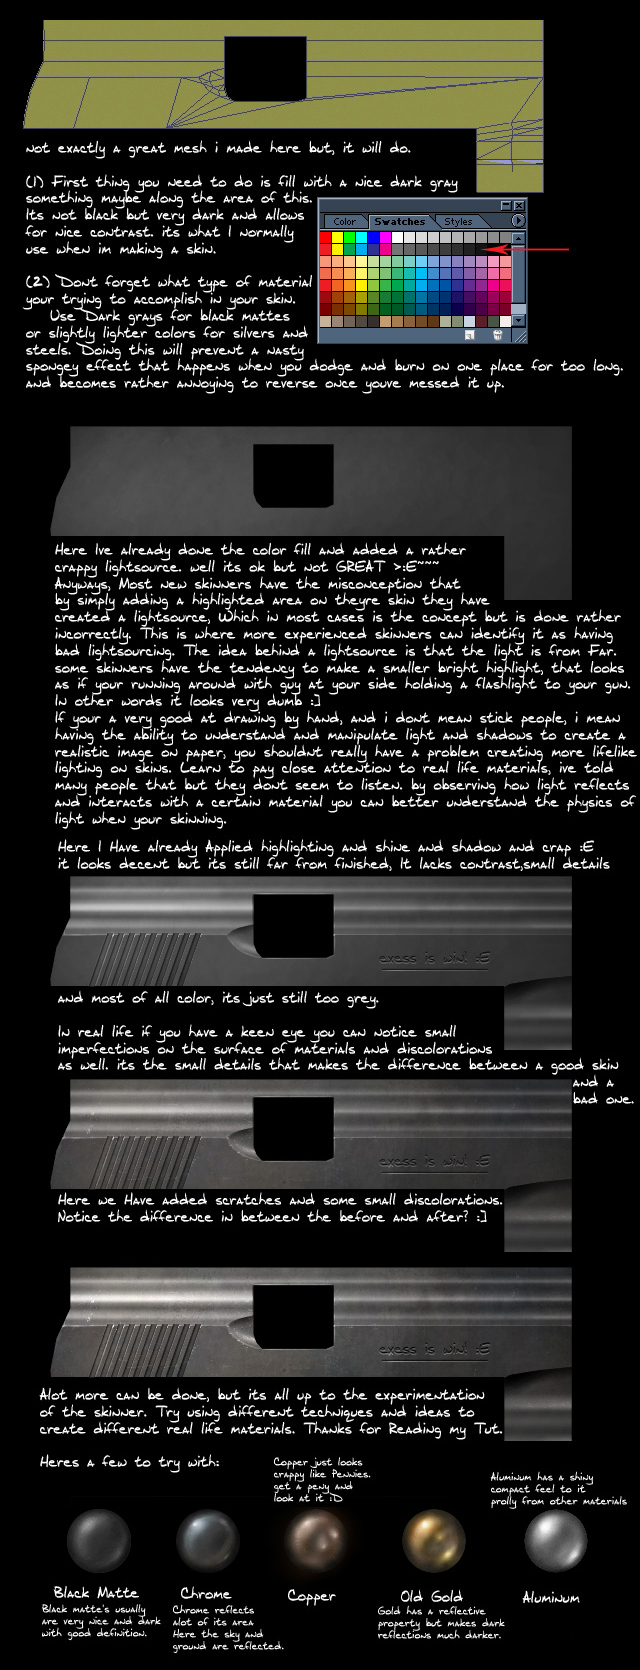 not exactly a great mesh i made here but, it will do.
(1) First thing you need to do is fill with a nice dark gray
something maybe along the area of this.
Its not black but very dark and allows
for nice contrast. its what I normally
use when im making a skin.
Color Swatches Styles
(2) Dont forget what type of material
your trying to accomplish in your skin.
Use Dark grays for black mattes
or slightly lighter colors for silvers and
steels. Doing this will prevent a nasty
spongey effect that happens when you dodge and burn on one place for too long.
and becomes rather annoying to reverse once youve messed it up.
Here Ive already done the color fill and added a rather
crappy lightsource. well its ok but not GREAT >:E~~~
Anyways, Most new skinners have the misconception that
by simply adding a highlighted area on theyre skin they have
created a lightsource, Which in most cases is the concept but is done rather
incorrectly. This is where more experienced skinners can identify it as having
bad lightsourcing. The idea behind a lightsource is that the light is from Far.
some skinners have the tendency to make a smaller bright highlight, that looks
as if your running around with guy at your side holding a flashlight to your gun.
In other words it looks very dumb :]
If your a very good at drawing by hand, and i dont mean stick people, i mean
having the ability to understand and manipulate light and shadows to create a
realistic image on paper, you shouldnt really have a problem creating more lifelike
lighting on skins. Learn to pay close attention to real life materials, ive told
many people that but they dont seem to listen. by observing how light reflects
and interacts with a certain material you can better understand the physics of
light when your skinning.
Here I Have already Applied highlighting and shine and shadow and crap :E
it looks decent but its still far from finished, It lacks contrast,small details
exess is win! :E
and most of all color, its just still too grey.
In real life if you have a keen eye you can notice small
imperfections on the surface of materials and discolorations
as well. its the small details that makes the difference between a good skin
and a
bad one.
exess is win! :E
Here we Have added scratches and some small discolorations.
Notice the difference in between the before and after? :]
exess is win! :E
Alot more can be done, but its all up to the experimentation
of the skinner. Try using different techniques and ideas to
create different real life materials. Thanks for Reading my Tut.
Heres a few to try with:
Copper just looks
crappy like Pennies.
get a peny and
look at it :D
Aluminum has a shiny
compact feel to it
prolly from other materials
Black Matte
Black matte's usually
are very nice and dark
with good definition.
Chrome
Chrome reflects
Alot of its area
Here the sky and
ground are reflected.
Copper
Old Gold
Gold has a reflective
property but makes dark
reflections much darker.
Aluminum